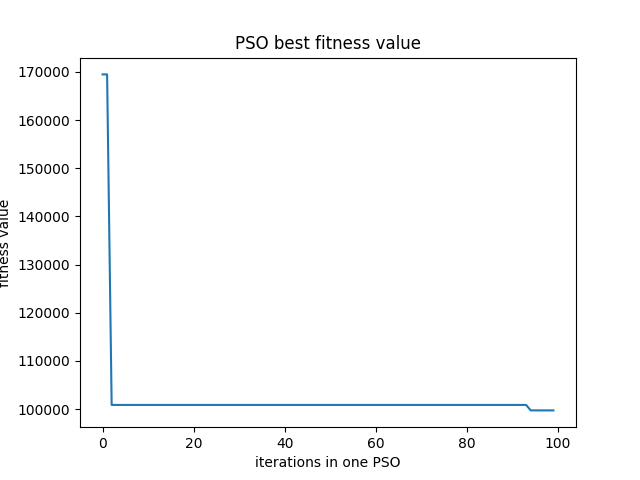 PSO best fitness value
170000
160000
150000
140000
130000
120000
110000
100000
fitness value
0 20 40 60 80 100
iterations in one PSO